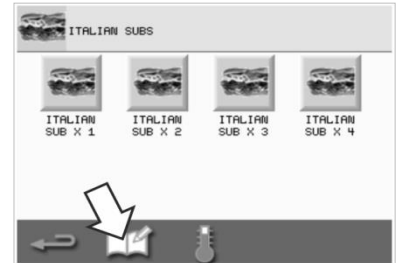 ITALIAN SUBS
ITALIAN SUB X 1
ITALIAN SUB X 2
ITALIAN SUB X 3
ITALIAN SUB X 4